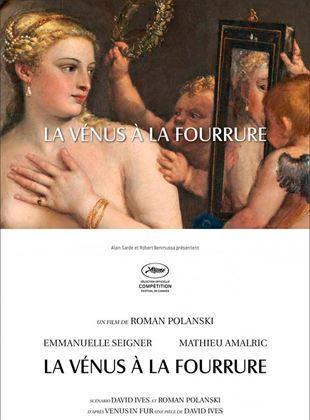 LA VÉNUS À LA FOURRURE
Alain Sarde et Robert Benmussa présentent
SÉLECTION OFFICIELLE
COMPÉTITION
FESTIVAL DE CANNES
UN FILM DE ROMAN POLANSKI
EMMANUELLE SEIGNER MATHIEU AMALRIC
LA VÉNUS À LA FOURRURE
SCÉNARIO DAVID IVES ET ROMAN POLANSKI
D'APRÈS VENUS IN FUR UNE PIÈCE DE DAVID IVES